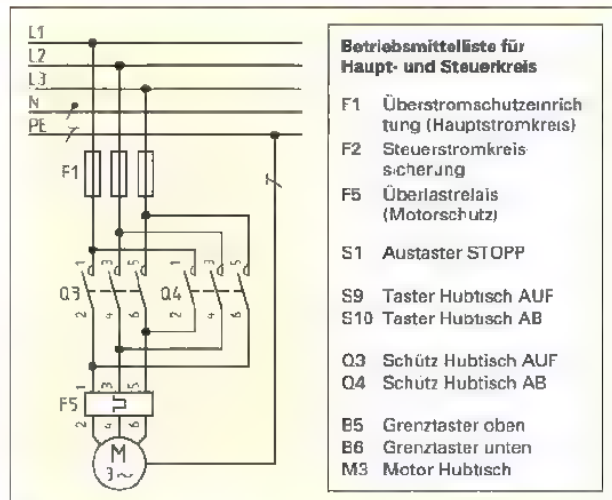 L1
L2
L3
N
PE
F1
1 3 5 1 3 5
Q3 Q4
2 4 6 2 4 6
1 3 5
F5
2 4 6
M
3~
Betriebsmittelliste für
Haupt- und Steuerkreis
F1 Überstromschutzeinrich
tung (Hauptstromkreis)
F2 Steuerstromkreis
sicherung
F5 Überlastrelais
(Motorschutz)
S1 Austaster STOPP
S9 Taster Hubtisch AUF
S10 Taster Hubtisch AB
Q3 Schütz Hubtisch AUF
Q4 Schütz Hubtisch AB
B5 Grenztaster oben
B6 Grenztaster unten
M3 Motor Hubtisch